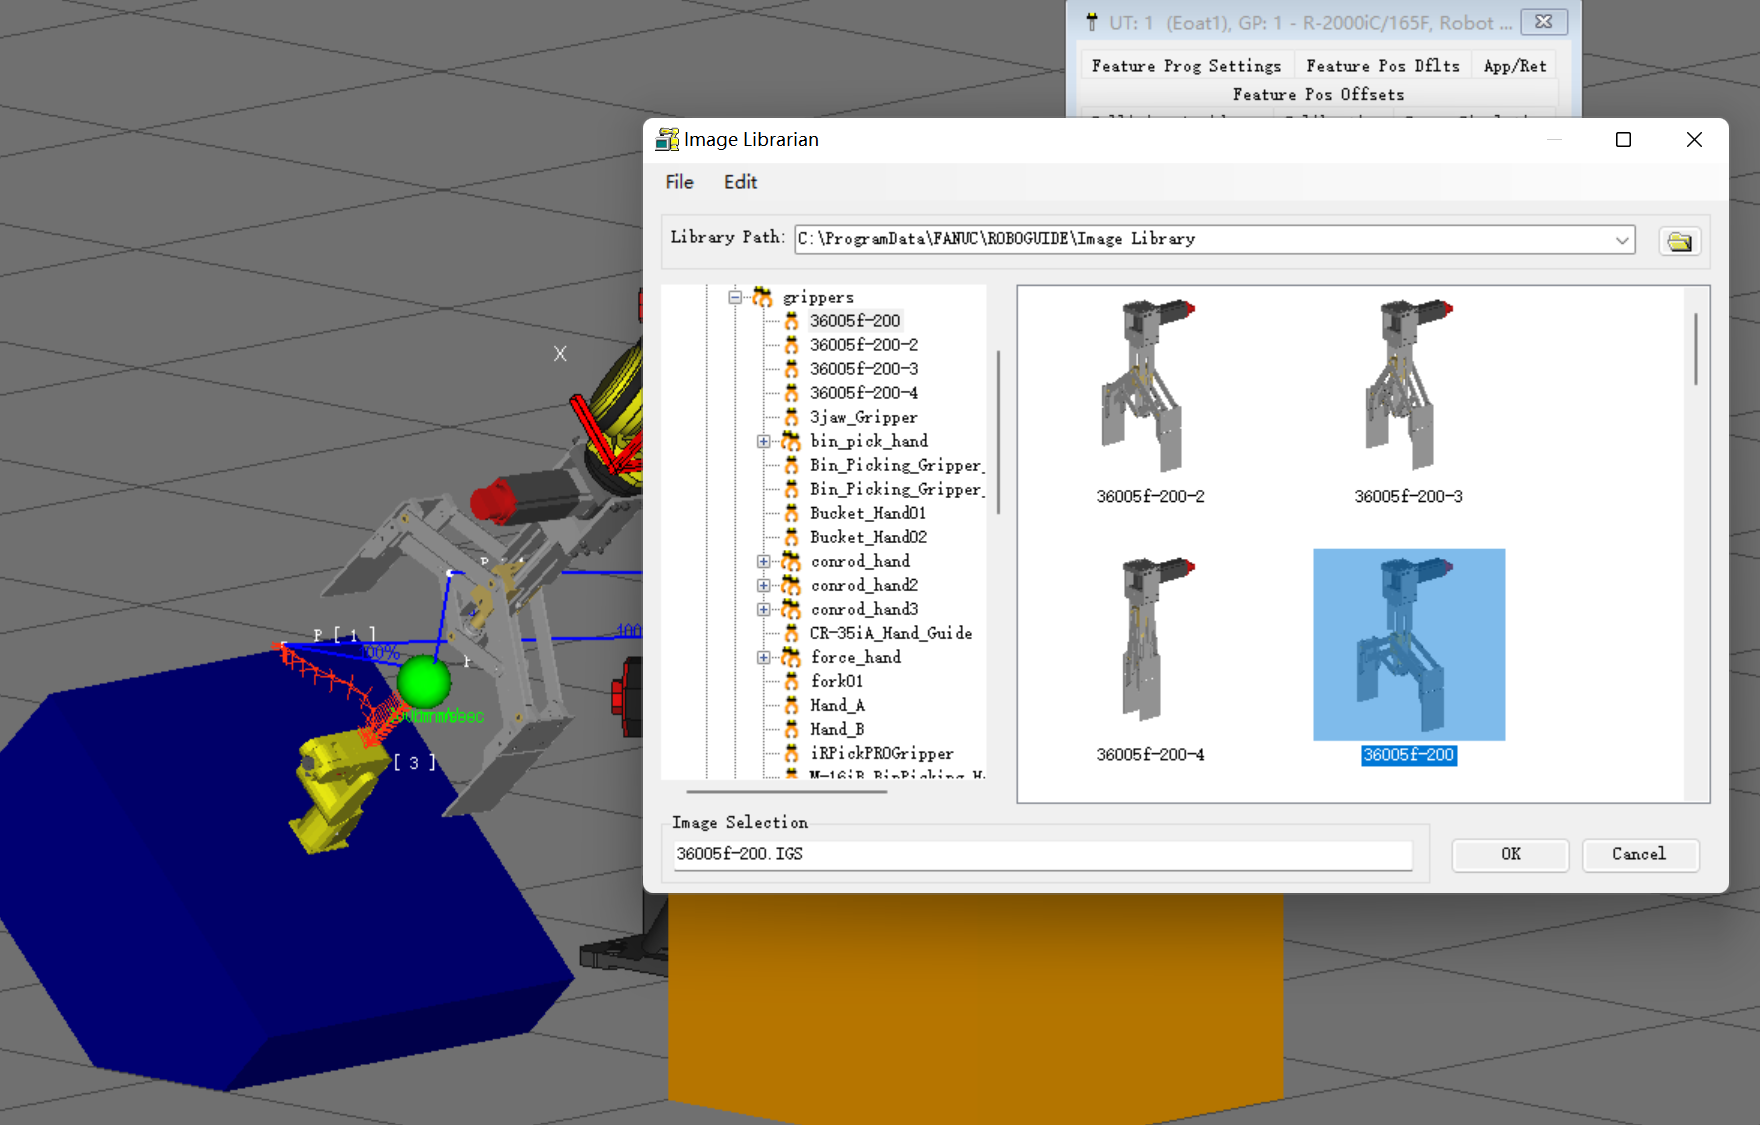 UT: 1 (Eoat1), GP: 1 - R-2000iC/165F, Robot ...
Feature Prog Settings
Feature Pos Dflts
App/Ret
Feature Pos Offsets
Image Librarian
File
Edit
Library Path:
C:\ProgramData\FANUC\ROBOGUIDE\Image Library
grippers
36005f-200
36005f-200-2
36005f-200-3
36005f-200-4
3jaw_Gripper
bin_pick_hand
Bin_Picking_Gripper_
Bin_Picking_Gripper_
Bucket_Hand01
Bucket_Hand02
conrod_hand
conrod_hand2
conrod_hand3
CR-35iA_Hand_Guide
force_hand
fork01
Hand_A
Hand_B
iRPickPROGripper
36005f-200-2
36005f-200-3
36005f-200-4
36005f-200
Image Selection
36005f-200.IGS
OK
Cancel
X
P [ 1 ]
100
[ 3 ]